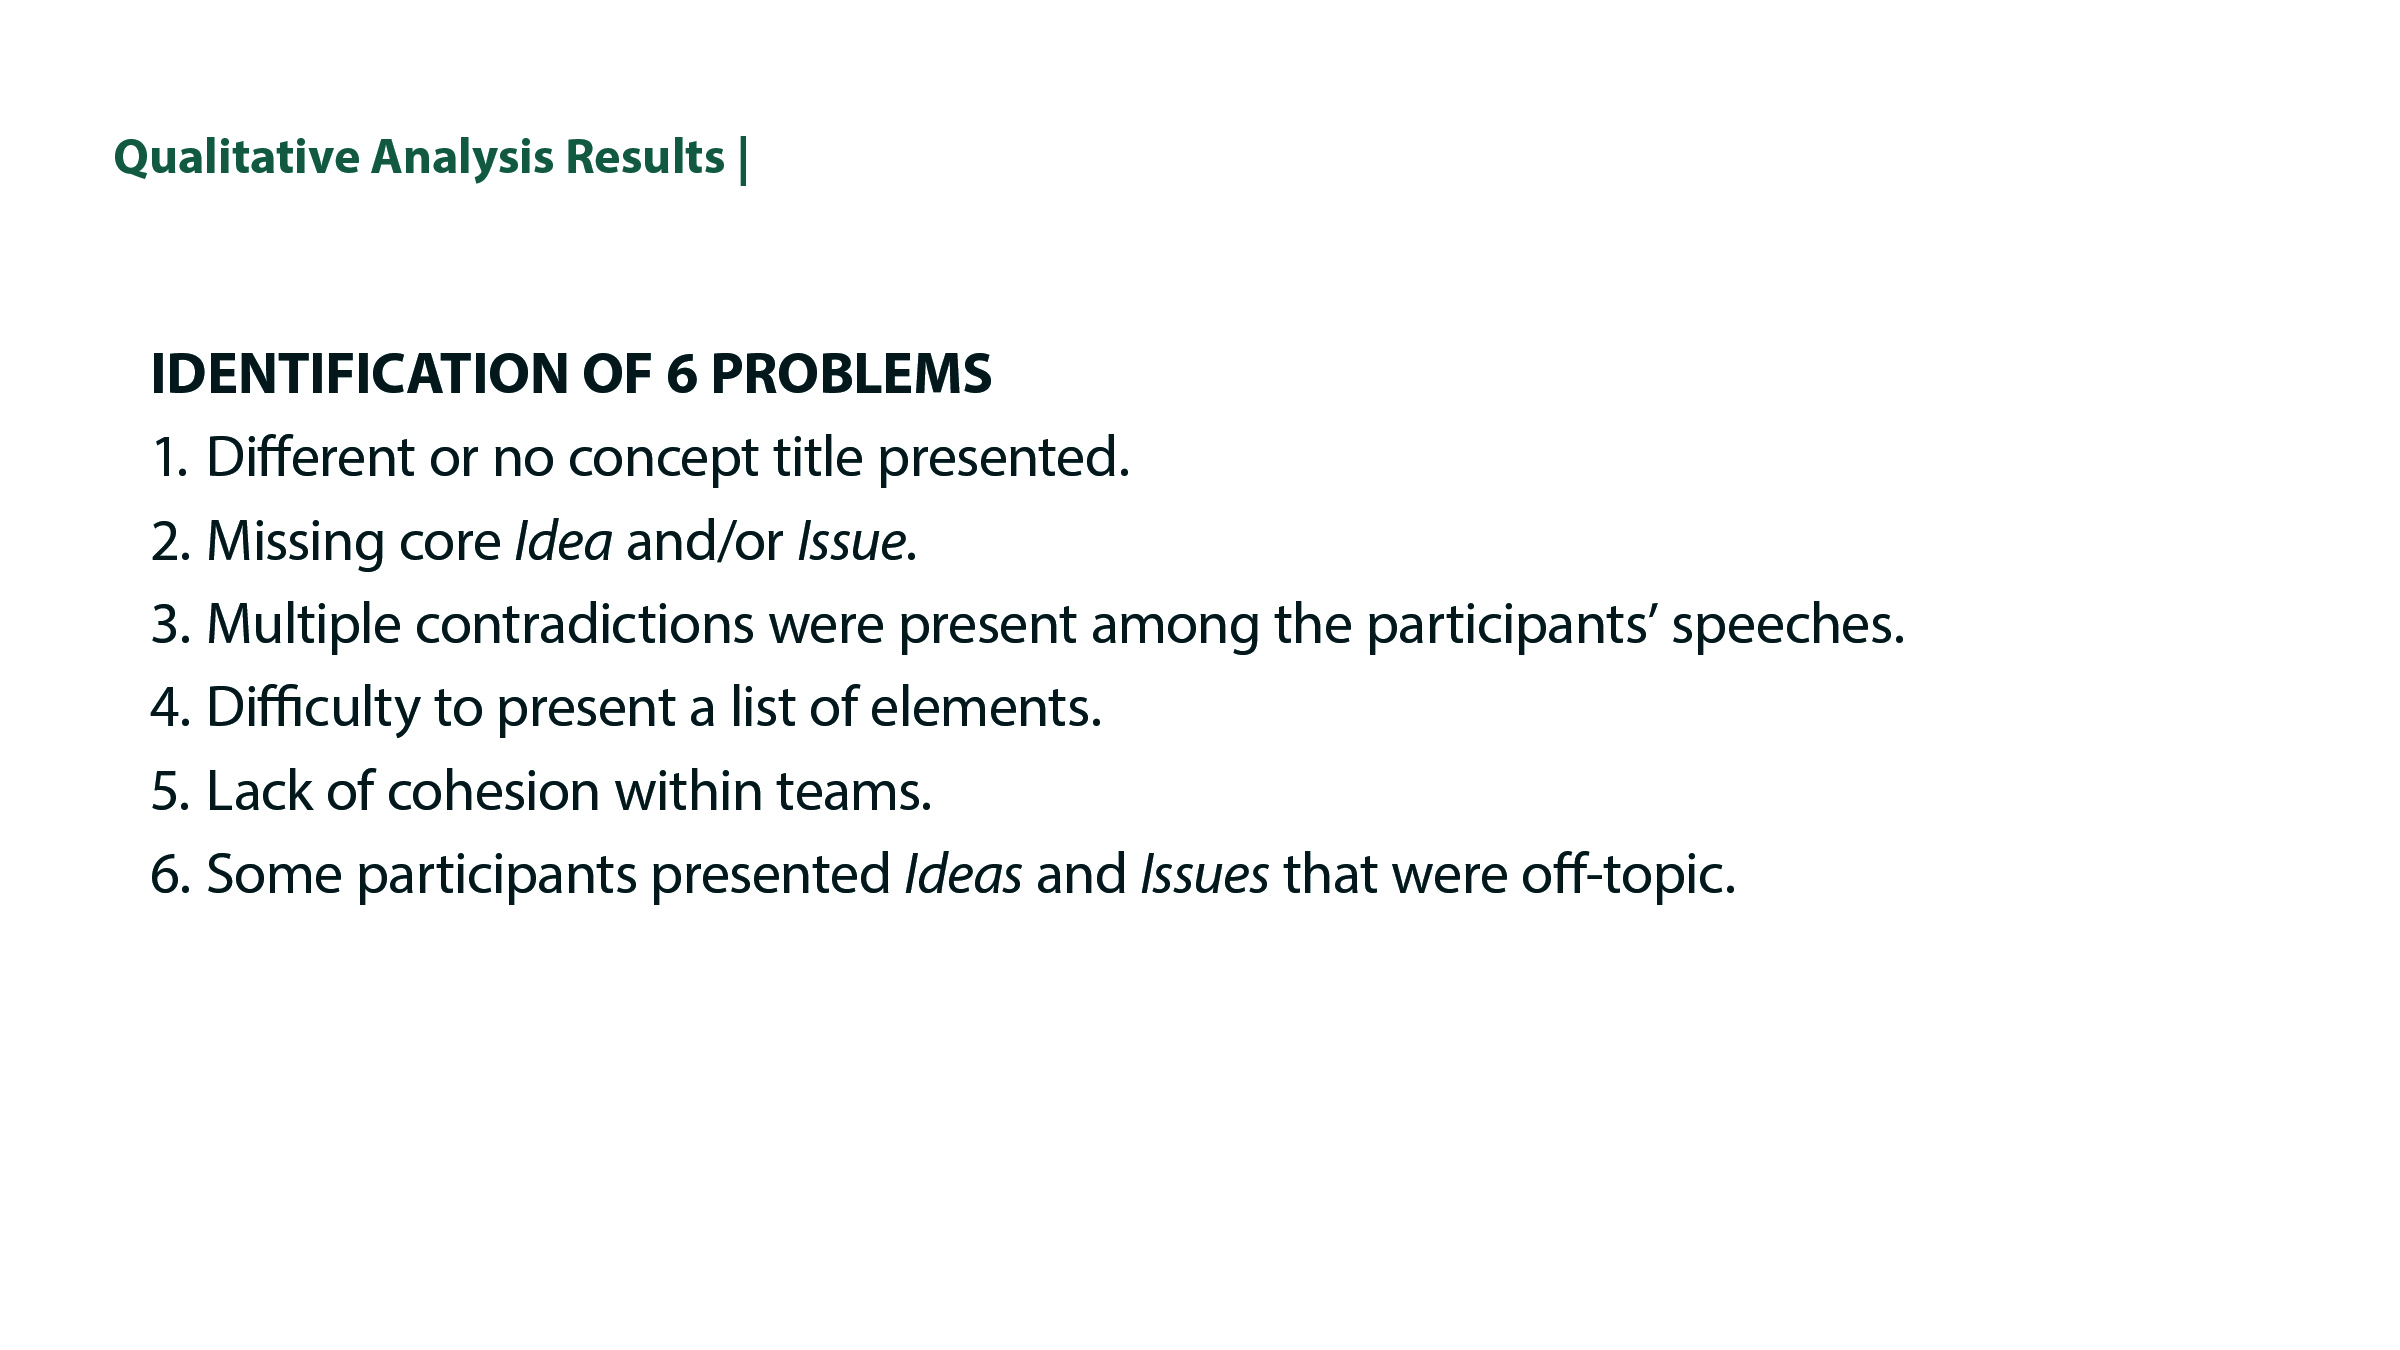 Qualitative Analysis Results |
IDENTIFICATION OF 6 PROBLEMS
1. Different or no concept title presented.
2. Missing core Idea and/or Issue.
3. Multiple contradictions were present among the participants’ speeches.
4. Difficulty to present a list of elements.
5. Lack of cohesion within teams.
6. Some participants presented Ideas and Issues that were off-topic.